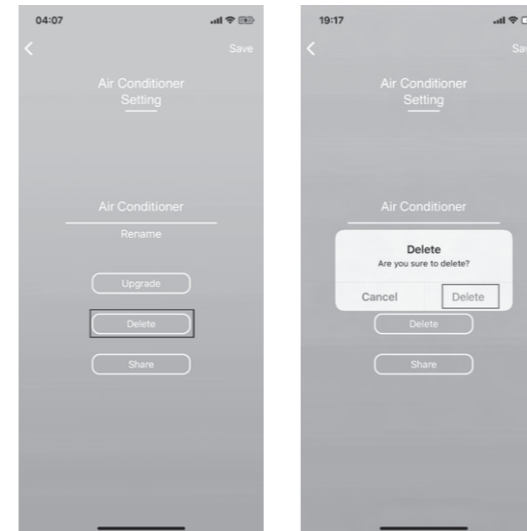 04:07
Save
Air Conditioner
Setting
Air Conditioner
Rename
Upgrade
Delete
Share
19:17
Air Conditioner
Setting
Air Conditioner
Delete
Are you sure to delete?
Cancel Delete
Delete
Share